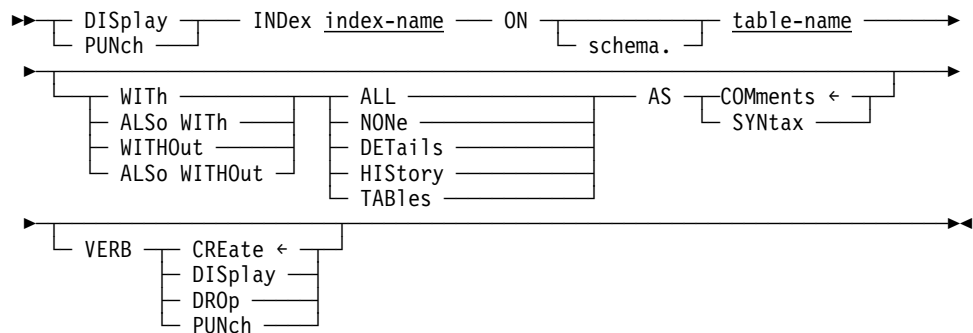 DISplay INDex index-name ON table-name
PUNch schema.
WITh ALL AS COMments ←
ALSo WITh NONe SYNtax
WITHOut DETails
ALSo WITHOut HIStory
TABles
VERB CREate ←
DISplay
DROp
PUNch